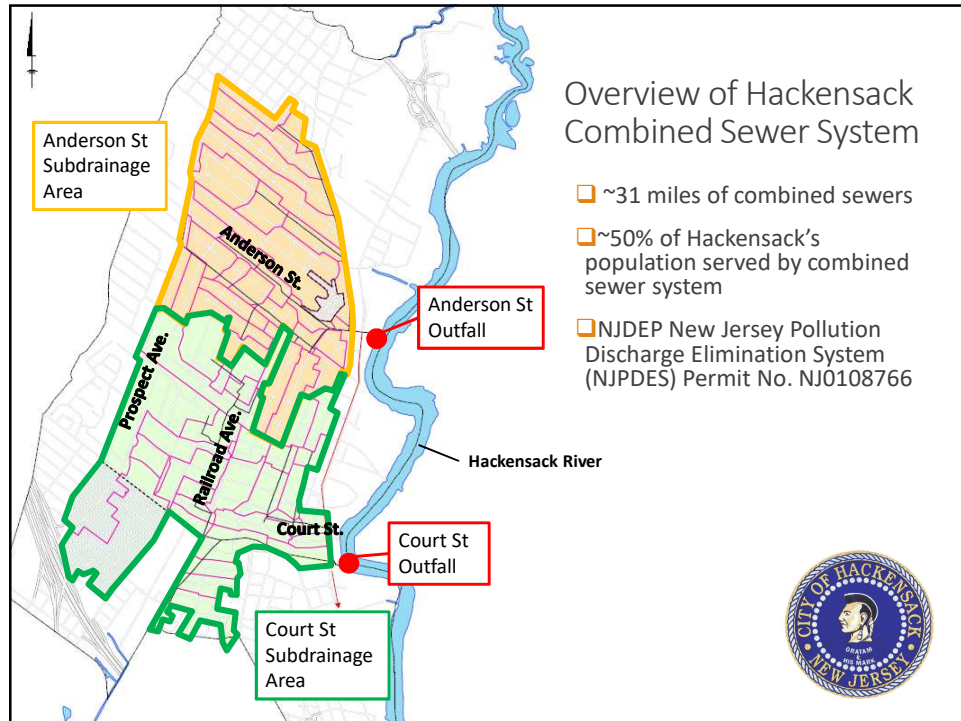 Overview of Hackensack
Combined Sewer System
❑ ~31 miles of combined sewers
❑~50% of Hackensack's
population served by combined
sewer system
❑NJDEP New Jersey Pollution
Discharge Elimination System
(NJPDES) Permit No. NJ0108766
Anderson St
Subdrainage
Area
Anderson St.
Anderson St
Outfall
Prospect Ave.
Railroad Ave.
Hackensack River
Court St.
Court St
Outfall
Court St
Subdrainage
Area
CITY OF HACKENSACK
NEW JERSEY
ORATAM
HIS MARK